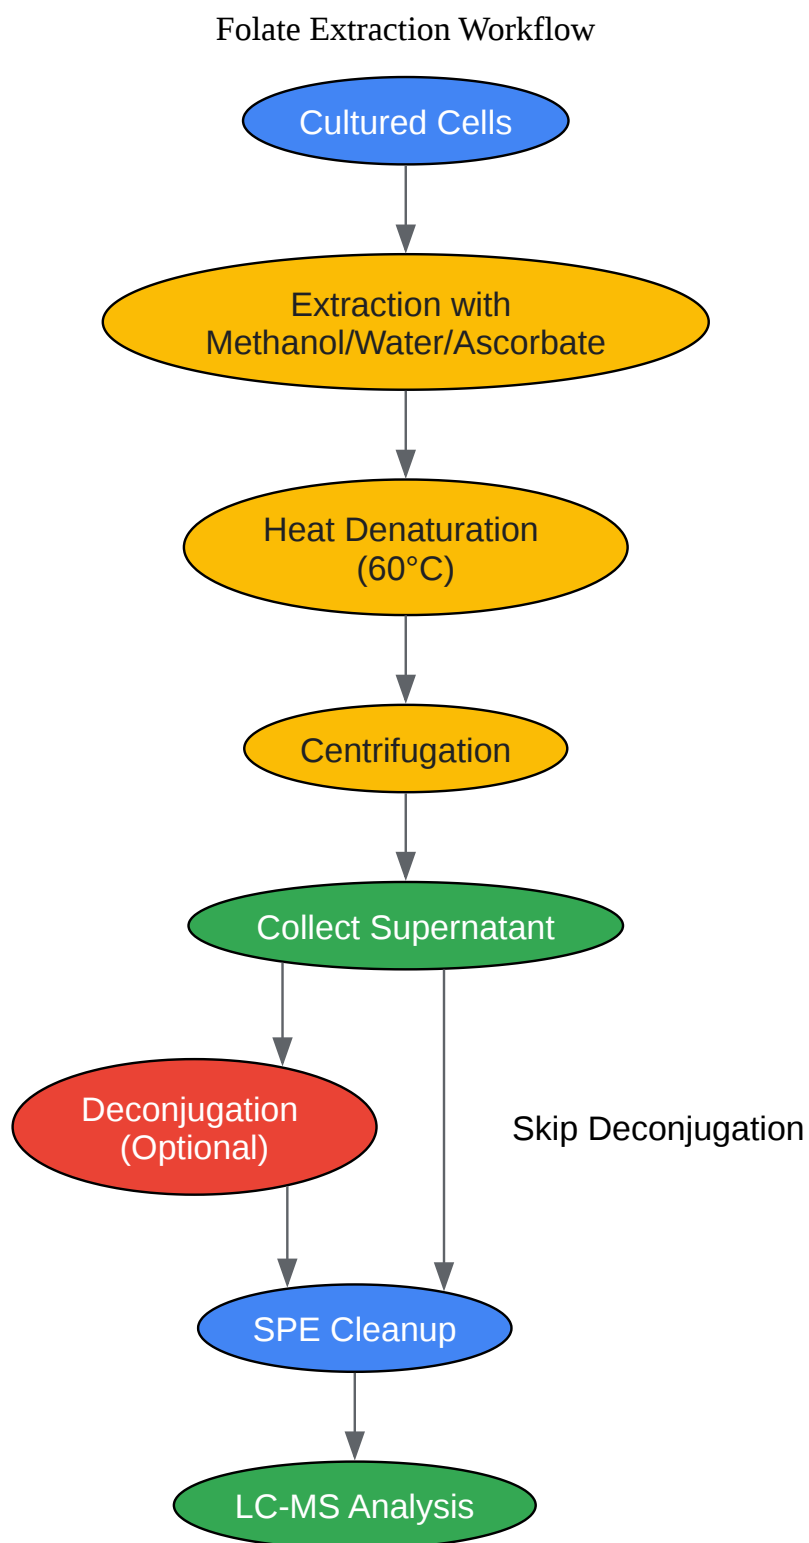 Folate Extraction Workflow
Cultured Cells
Extraction with
Methanol/Water/Ascorbate
Heat Denaturation
(60°C)
Centrifugation
Collect Supernatant
Deconjugation
(Optional)
Skip Deconjugation
SPE Cleanup
LC-MS Analysis